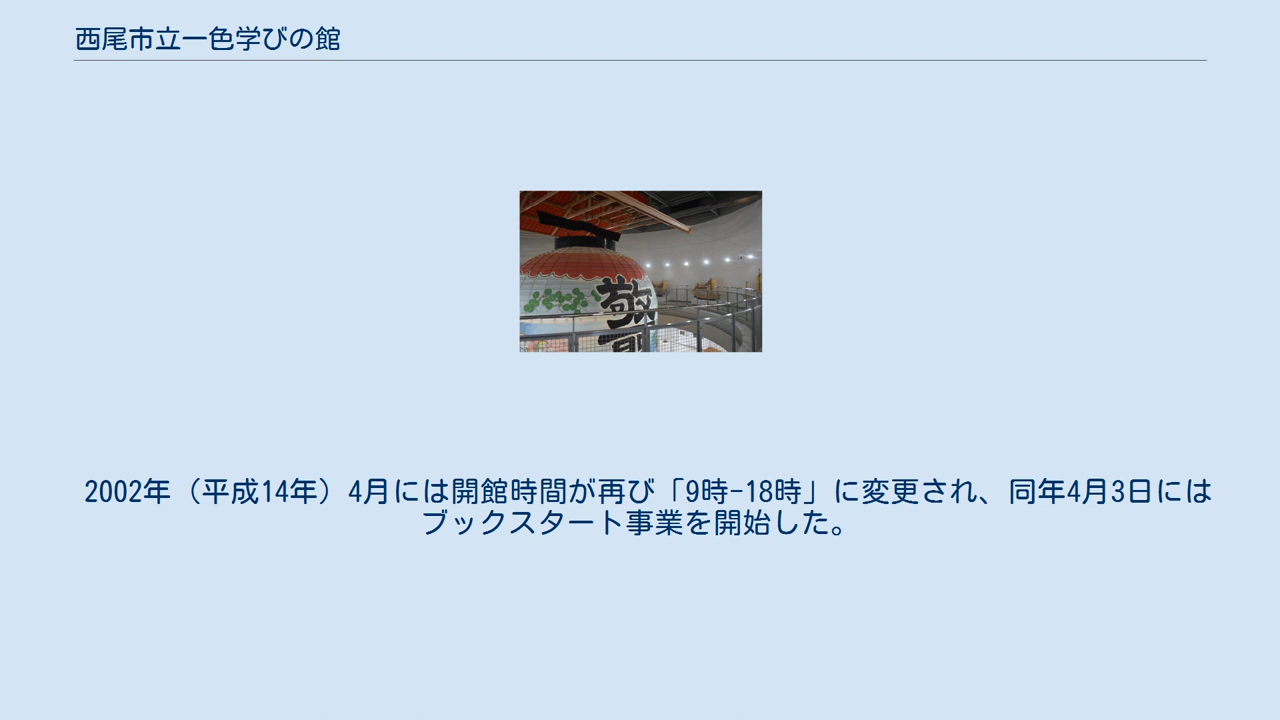 西尾市立一色学びの館
敬
2002年（平成14年）4月には開館時間が再び「9時-18時」に変更され、同年4月3日には
ブックスタート事業を開始した。